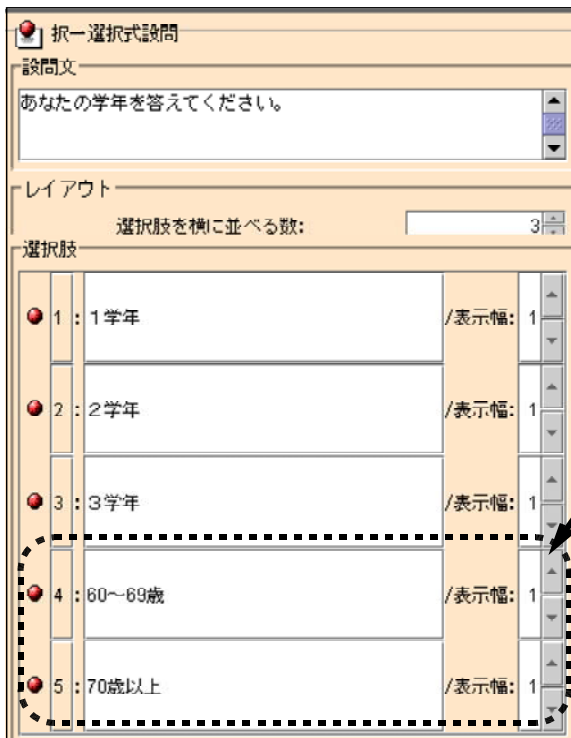 択一選択式設問
設問文
あなたの学年を答えてください。
レイアウト
選択肢を横に並べる数: 3
選択肢
1 : 1学年 /表示幅: 1
2 : 2学年 /表示幅: 1
3 : 3学年 /表示幅: 1
4 : 60～69歳 /表示幅: 1
5 : 70歳以上 /表示幅: 1